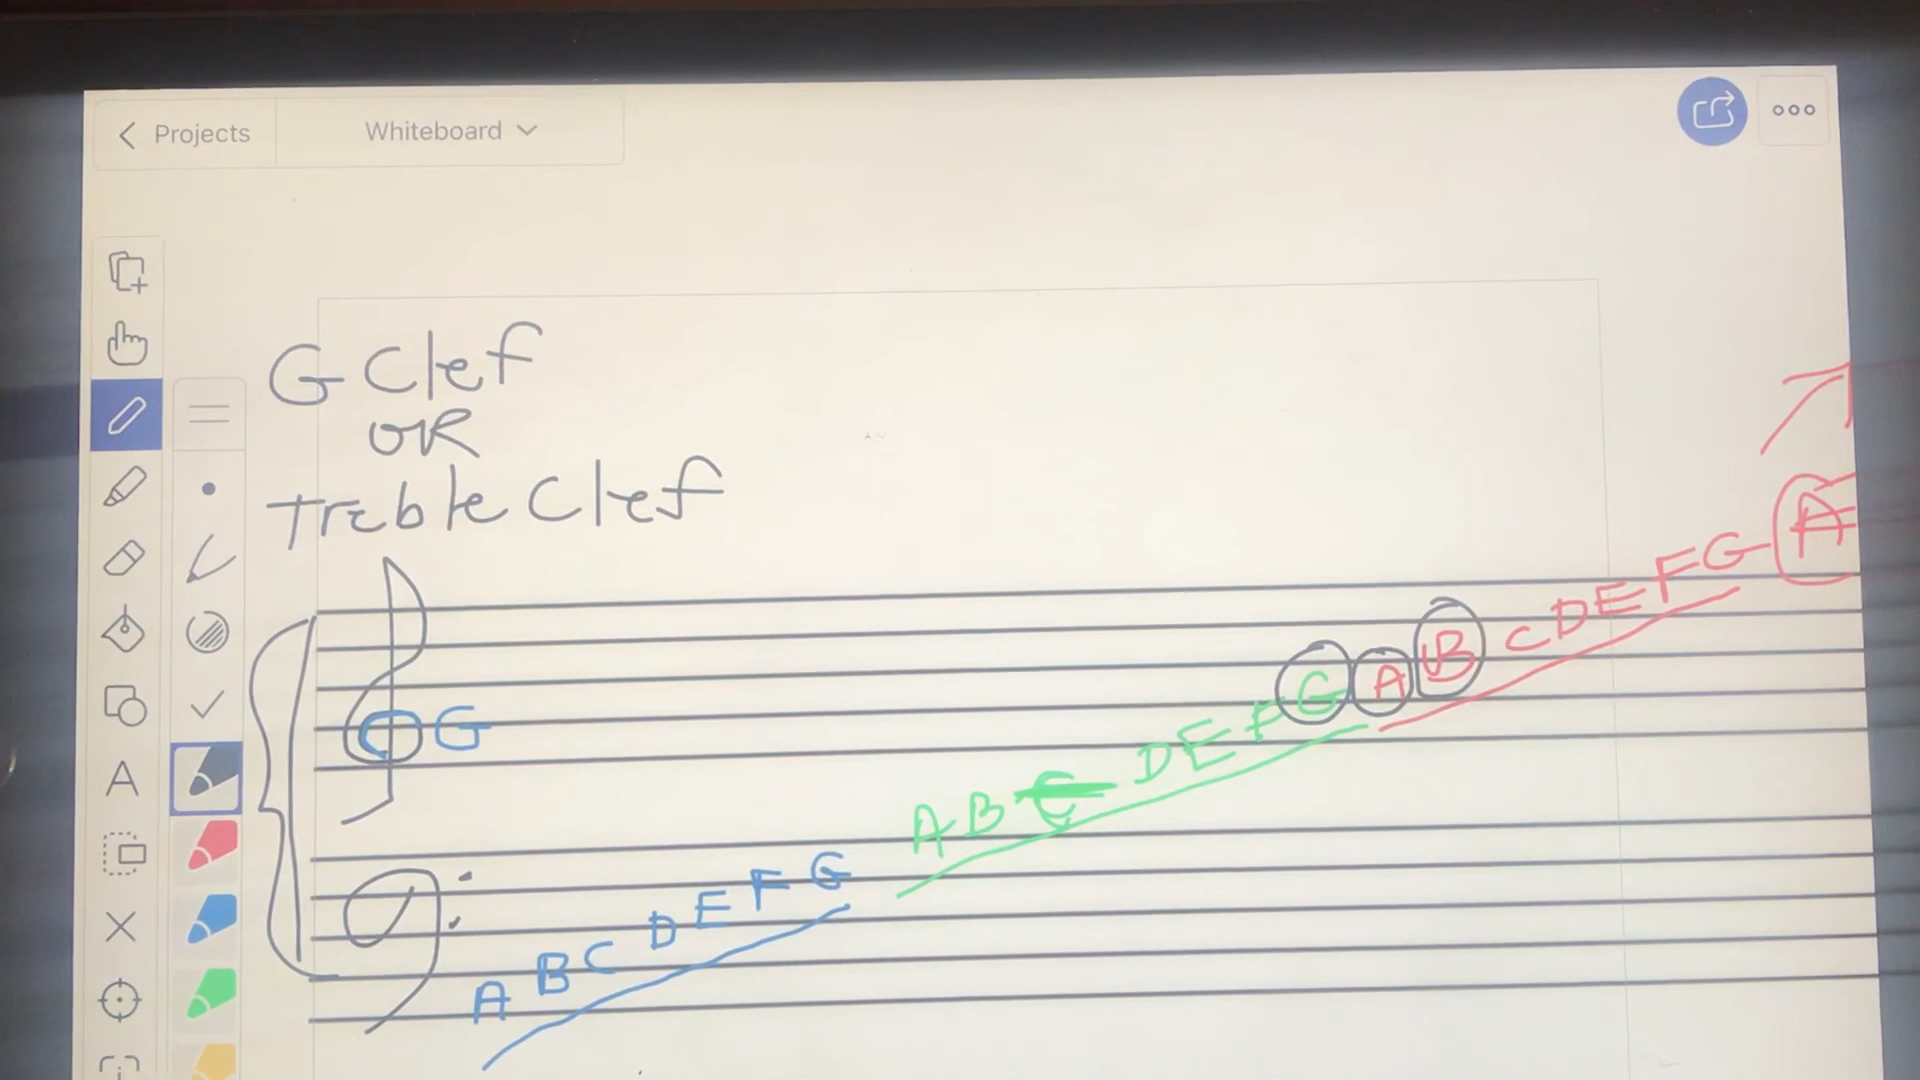 Projects Whiteboard
G Clef
OR
Treble Clef
G
A B C D E F G
A B C D E F G
A B C D E F G A
A